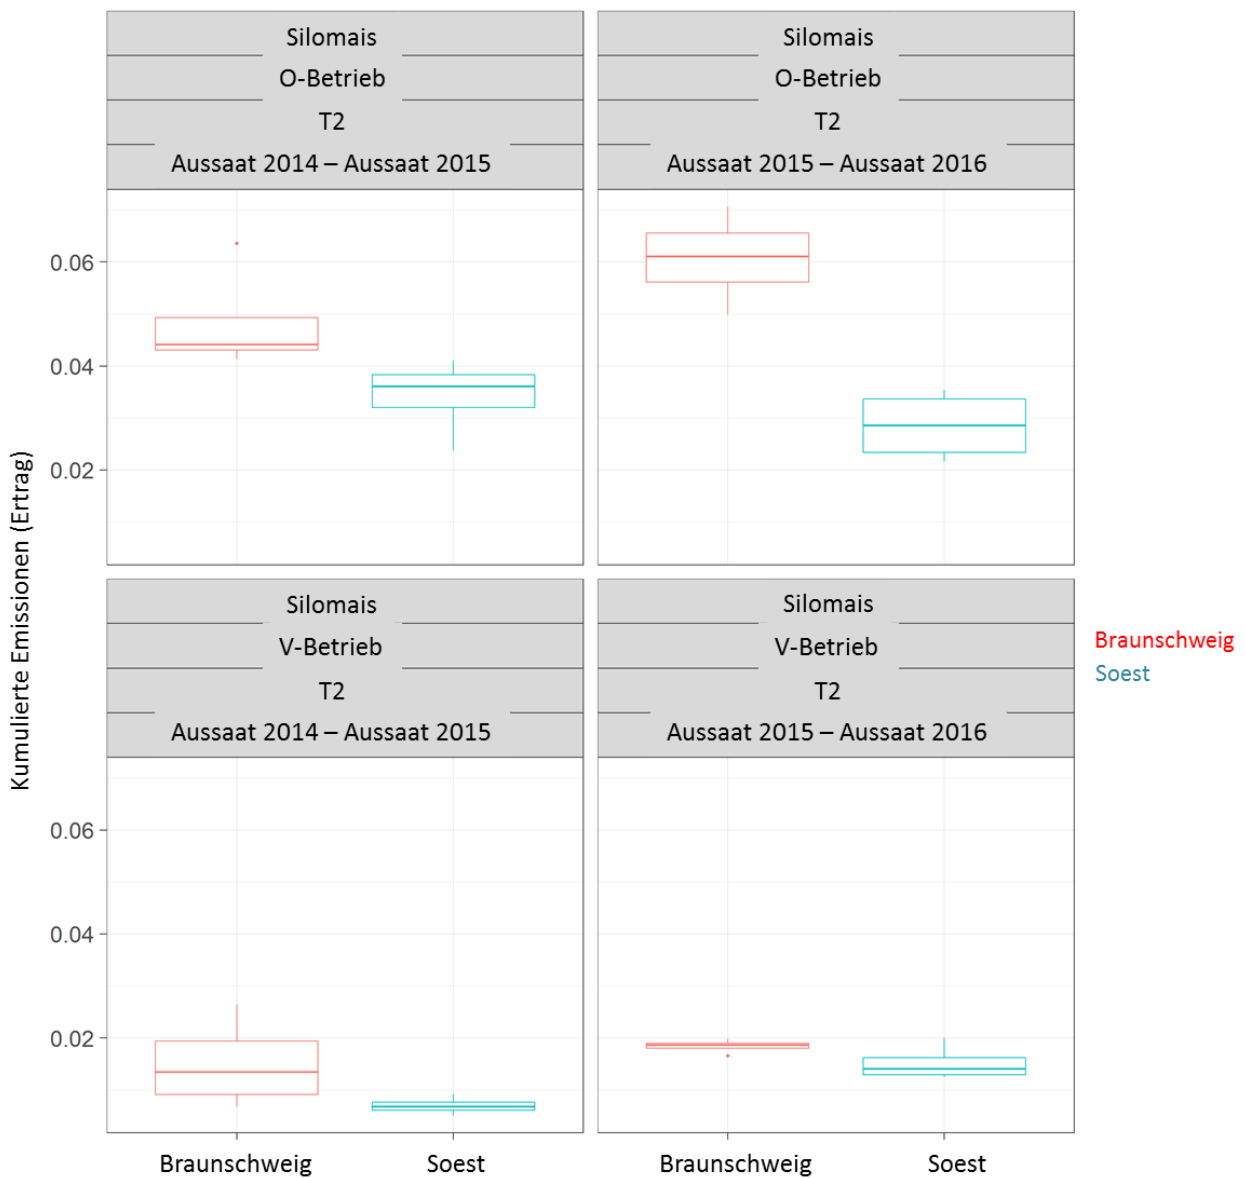 Silomais
O-Betrieb
T2
Aussaat 2014 – Aussaat 2015
Silomais
O-Betrieb
T2
Aussaat 2015 – Aussaat 2016
0.06
0.04
0.02
Kumulierte Emissionen (Ertrag)
Silomais
V-Betrieb
T2
Aussaat 2014 – Aussaat 2015
Silomais
V-Betrieb
T2
Aussaat 2015 – Aussaat 2016
Braunschweig
Soest
0.06
0.04
0.02
Braunschweig
Soest
Braunschweig
Soest